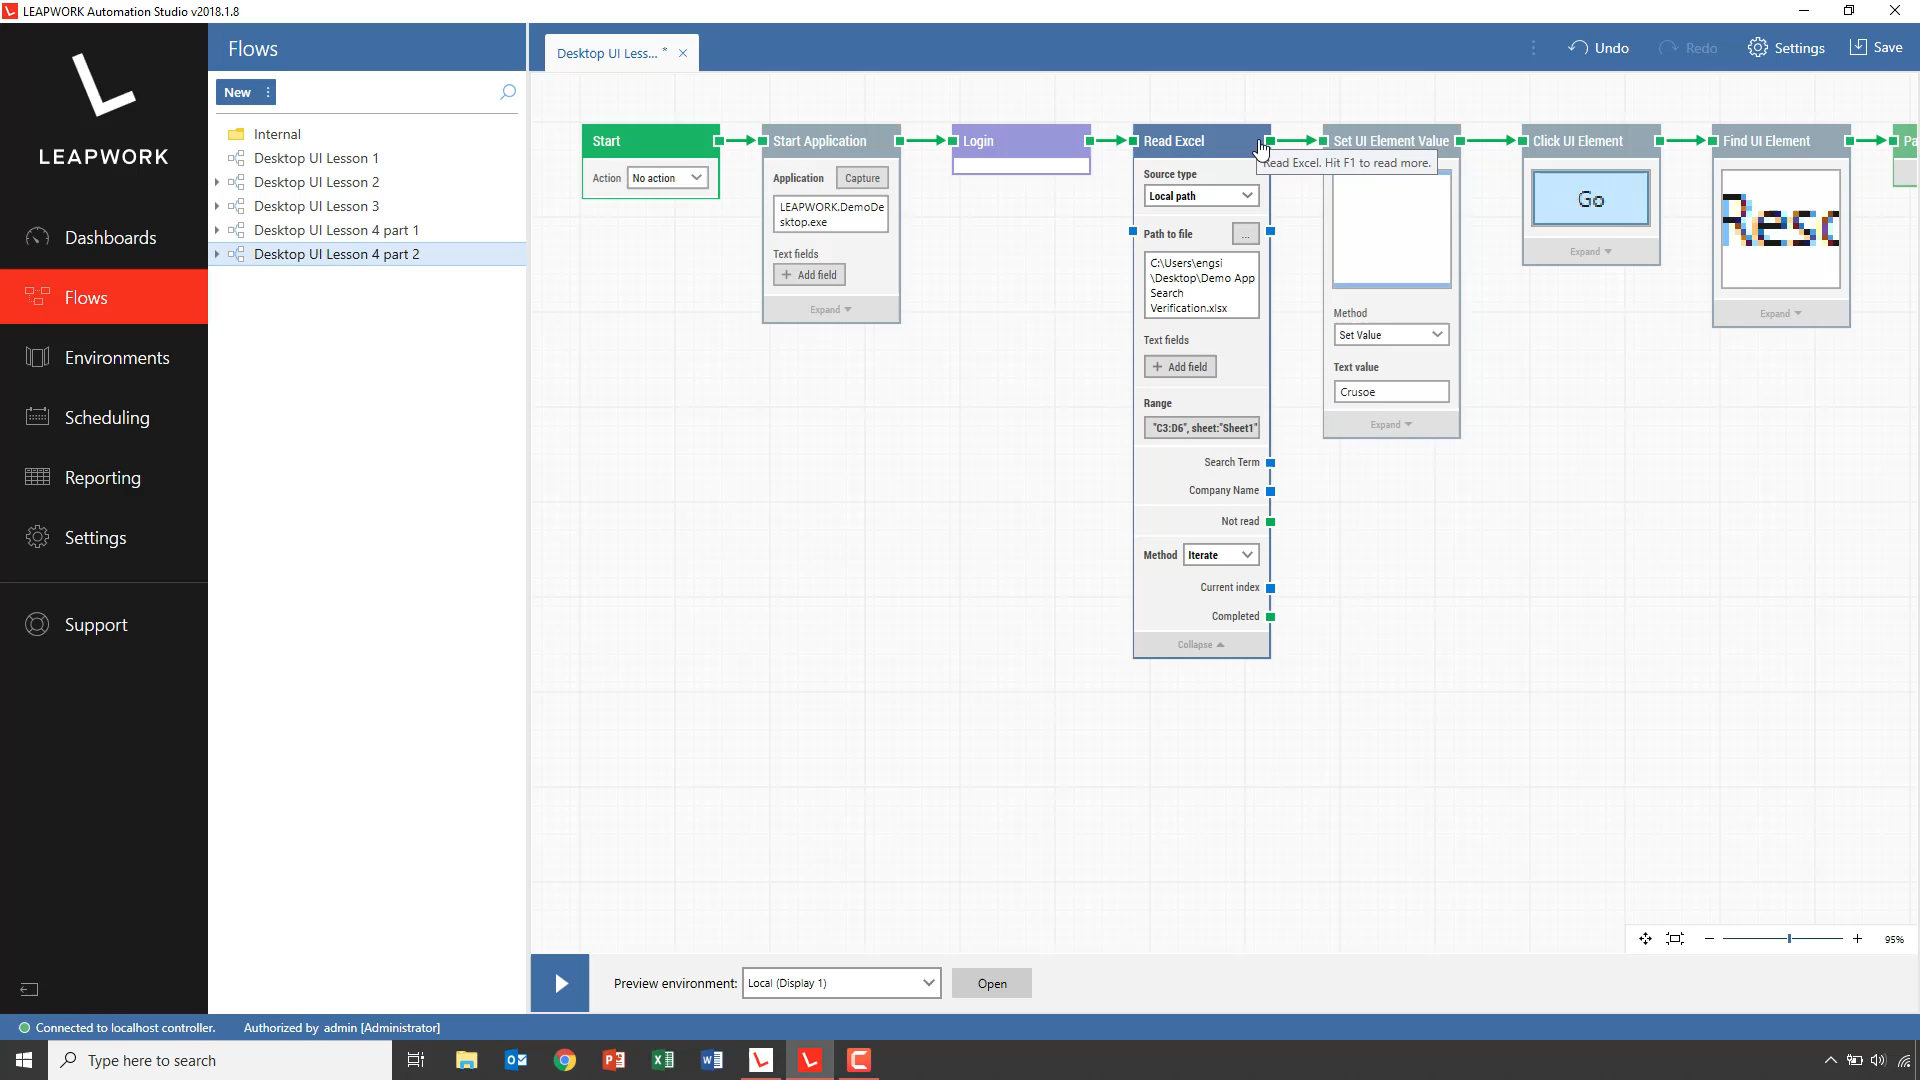 LEAPWORK Automation Studio v2018.1.8
LEAPWORK
Dashboards
Flows
Environments
Scheduling
Reporting
Settings
Support
Flows
New
Internal
Desktop UI Lesson 1
Desktop UI Lesson 2
Desktop UI Lesson 3
Desktop UI Lesson 4 part 1
Desktop UI Lesson 4 part 2
Desktop UI Less... *
Undo
Redo
Settings
Save
Start
Action No action
Start Application
Application Capture
LEAPWORK.DemoDe
sktop.exe
Text fields
Add field
Expand
Login
Read Excel
Source type
Local path
Path to file ...
C:\Users\engsi
\Desktop\Demo App
Search
Verification.xlsx
Text fields
Add field
Range
"C3:D6", sheet:"Sheet1"
Search Term
Company Name
Not read
Method Iterate
Current index
Completed
Collapse
Read Excel. Hit F1 to read more.
Set UI Element Value
Method
Set Value
Text value
Crusoe
Expand
Click UI Element
Go
Expand
Find UI Element
Resc
Expand
Pa
95%
Preview environment: Local (Display 1) Open
Connected to localhost controller. Authorized by admin [Administrator]
Type here to search